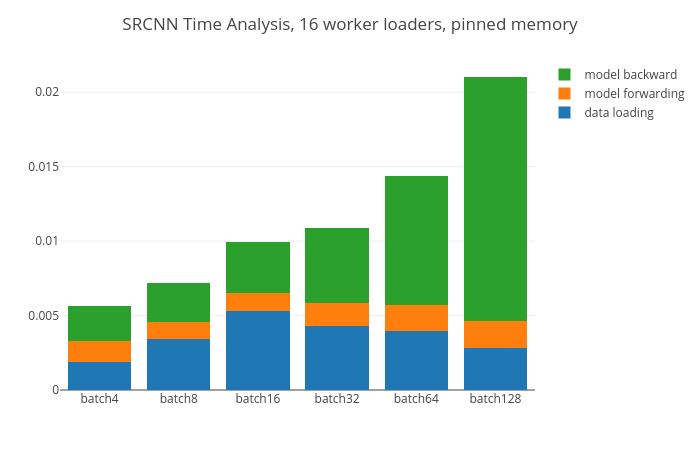 SRCNN Time Analysis, 16 worker loaders, pinned memory
model backward
model forwarding
data loading
0.02
0.015
0.01
0.005
0
batch4 batch8 batch16 batch32 batch64 batch128